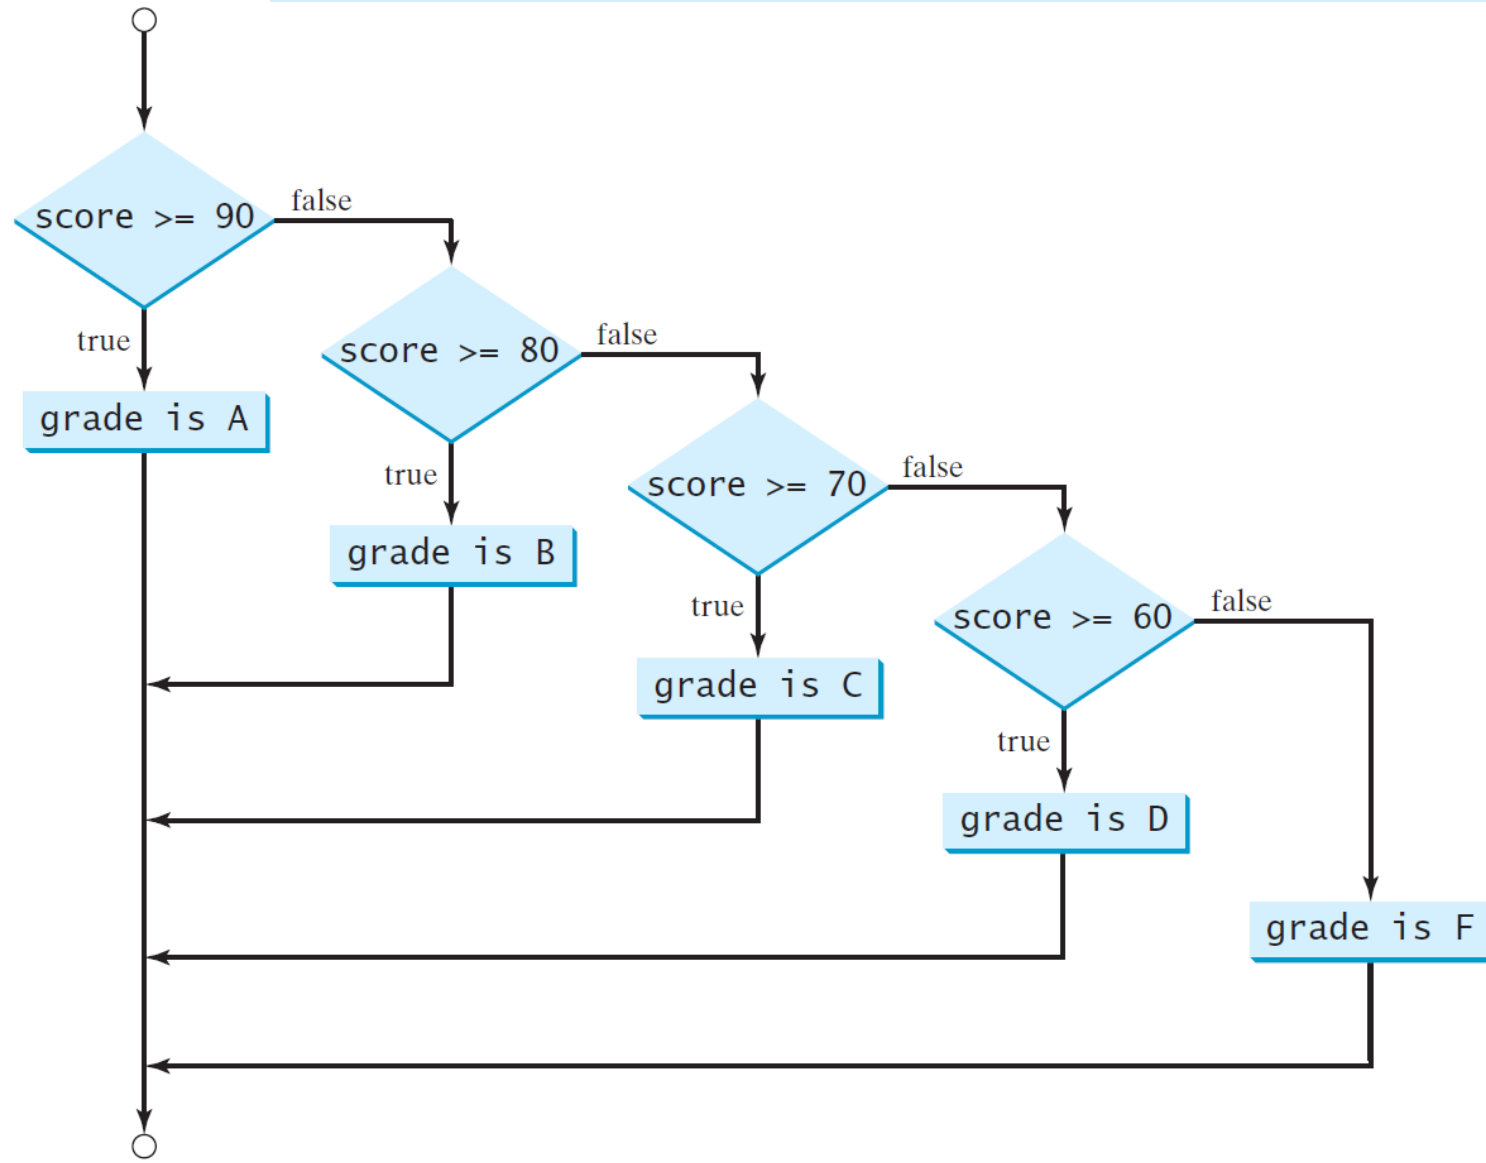 false
score >= 90
false
true
score >= 80
grade is A
false
true
score >= 70
grade is B
false
true
score >= 60
grade is C
true
grade is D
grade is F